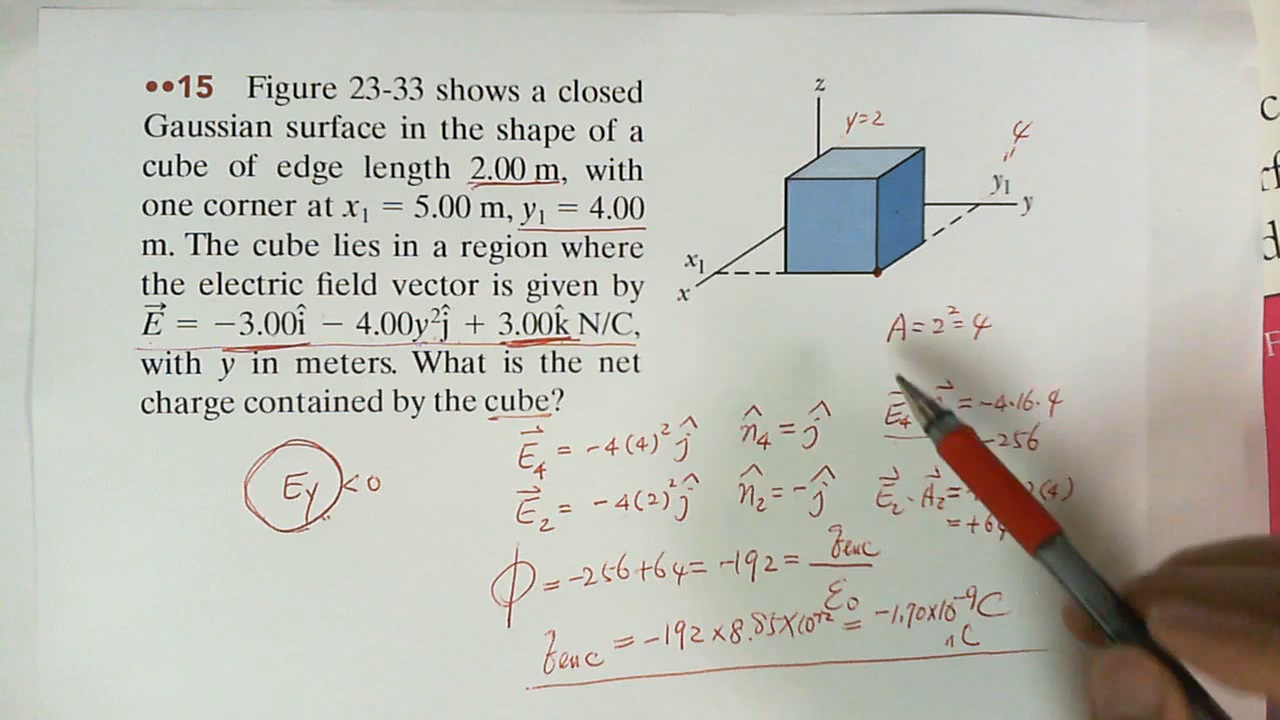 ••15 Figure 23-33 shows a closed
Gaussian surface in the shape of a
cube of edge length 2.00 m, with
one corner at x₁ = 5.00 m, y₁ = 4.00
m. The cube lies in a region where
the electric field vector is given by
E⃗ = −3.00î − 4.00y²ĵ + 3.00k̂ N/C,
with y in meters. What is the net
charge contained by the cube?
z
y=2
4
"
y₁
y
x₁
x
A = 2² = 4
E⃗₄ = -4(4)² ĵ
n̂₄ = ĵ
E⃗₄ = -4·16·4
-256
E_y < 0
E⃗₂ = -4(2)² ĵ
n̂₂ = -ĵ
E⃗₂·A⃗₂ = (4)
= +64
ϕ = -256+64 = -192 = q_enc / ε₀
q_enc = -192 × 8.85×10⁻¹² = -1.70×10⁻⁹ C
nC